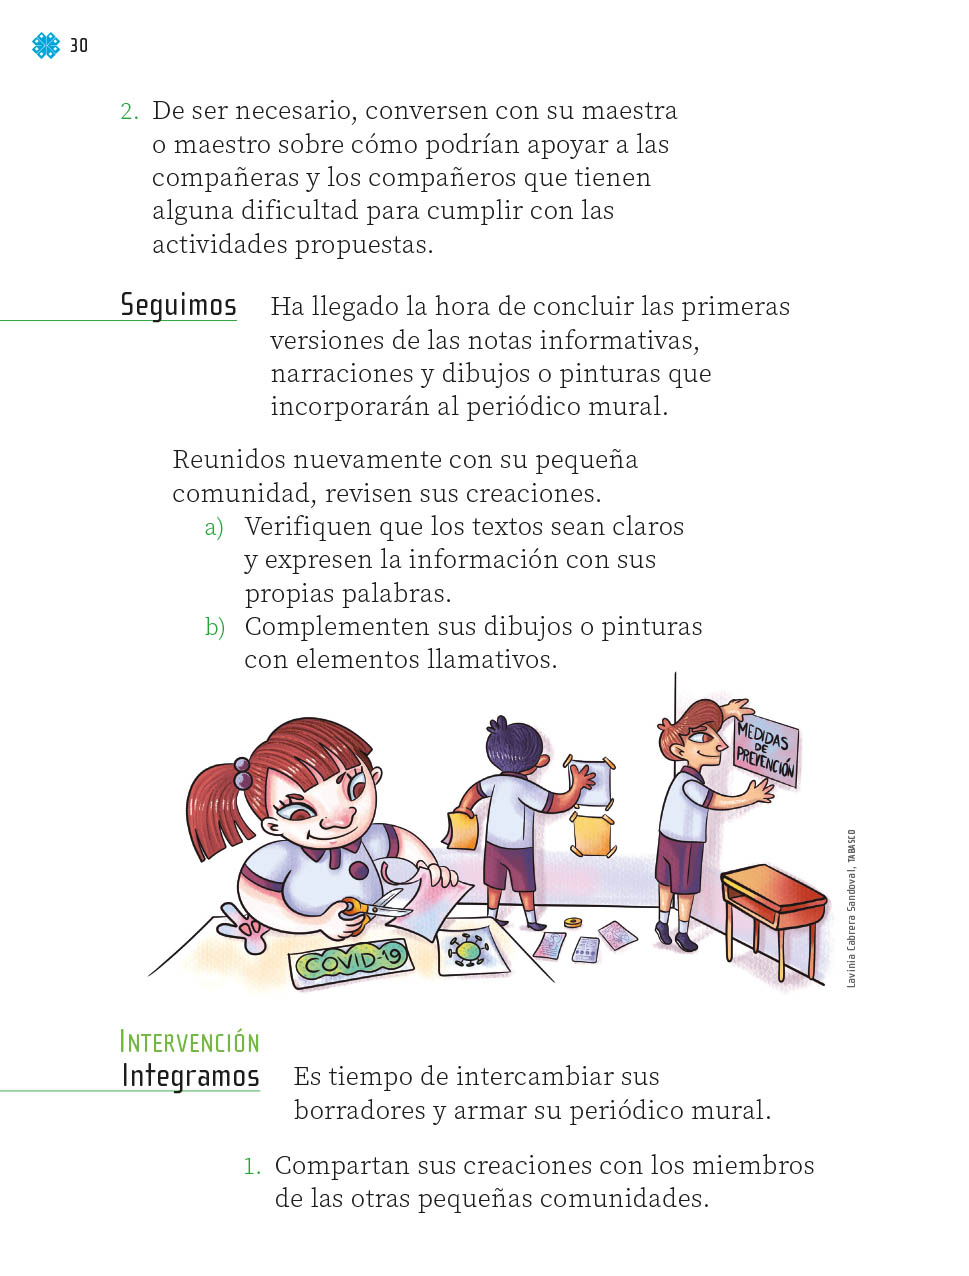 30
2. De ser necesario, conversen con su maestra
o maestro sobre cómo podrían apoyar a las
compañeras y los compañeros que tienen
alguna dificultad para cumplir con las
actividades propuestas.
Seguimos
Ha llegado la hora de concluir las primeras
versiones de las notas informativas,
narraciones y dibujos o pinturas que
incorporarán al periódico mural.
Reunidos nuevamente con su pequeña
comunidad, revisen sus creaciones.
a) Verifiquen que los textos sean claros
y expresen la información con sus
propias palabras.
b) Complementen sus dibujos o pinturas
con elementos llamativos.
MEDIDAS
DE
PREVENCIÓN
COVID-19
Lavinia Cabrera Sandoval, TABASCO
INTERVENCIÓN
Integramos
Es tiempo de intercambiar sus
borradores y armar su periódico mural.
1. Compartan sus creaciones con los miembros
de las otras pequeñas comunidades.